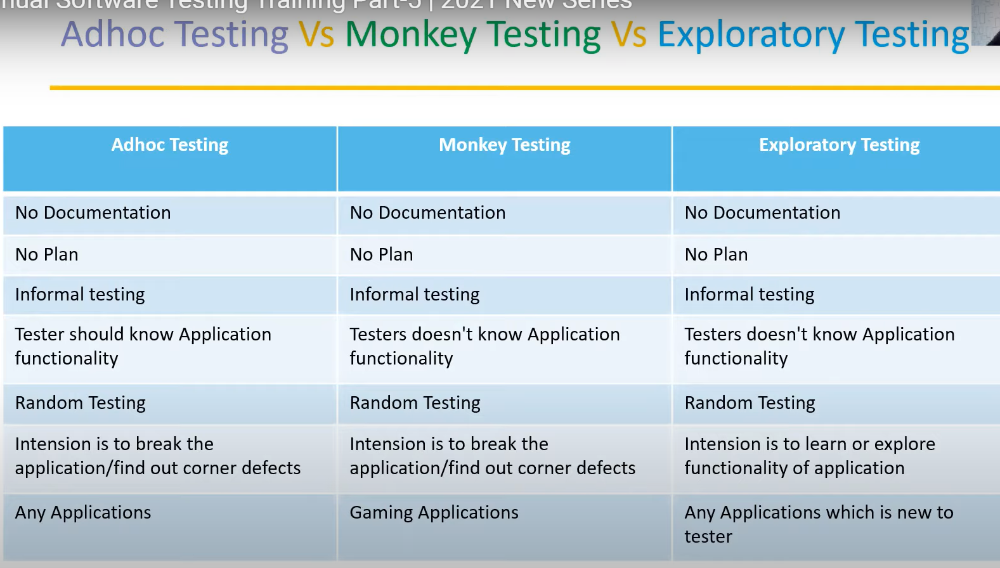 nual Software Testing Training Part-5 | 2021 New Series
Adhoc Testing Vs Monkey Testing Vs Exploratory Testing
Adhoc Testing
Monkey Testing
Exploratory Testing
No Documentation
No Documentation
No Documentation
No Plan
No Plan
No Plan
Informal testing
Informal testing
Informal testing
Tester should know Application
functionality
Testers doesn't know Application
functionality
Testers doesn't know Application
functionality
Random Testing
Random Testing
Random Testing
Intension is to break the
application/find out corner defects
Intension is to break the
application/find out corner defects
Intension is to learn or explore
functionality of application
Any Applications
Gaming Applications
Any Applications which is new to
tester